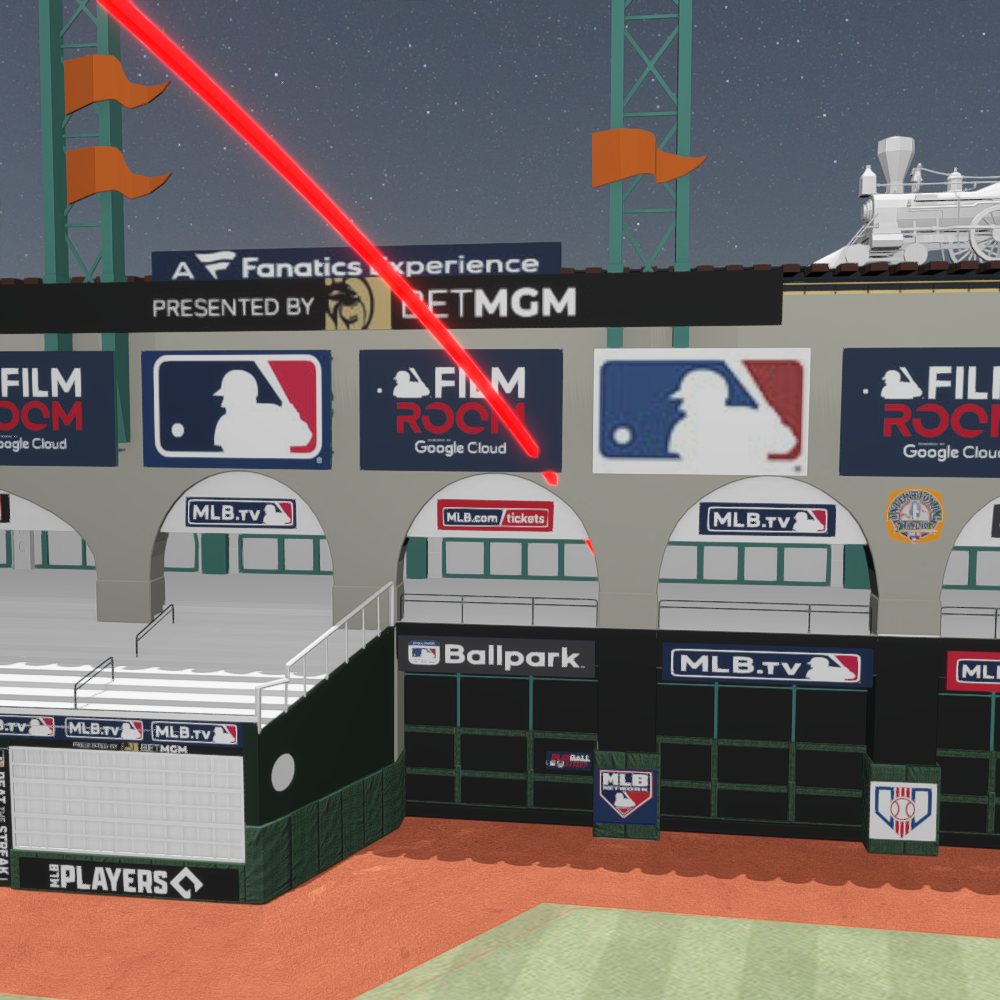 A Fanatics Experience
PRESENTED BY BETMGM
FILM
ROOM
Google Cloud
FILM
ROOM
Google Cloud
FILM
ROOM
Google Cloud
MLB.TV
MLB.com/tickets
MLB.TV
Ballpark
MLB.TV
MLB
MLB.TV
MLB.TV
MLB.TV
PRESENTED BY BETMGM
BEAT THE STREAK
MLB
NETWORK
MLB PLAYERS